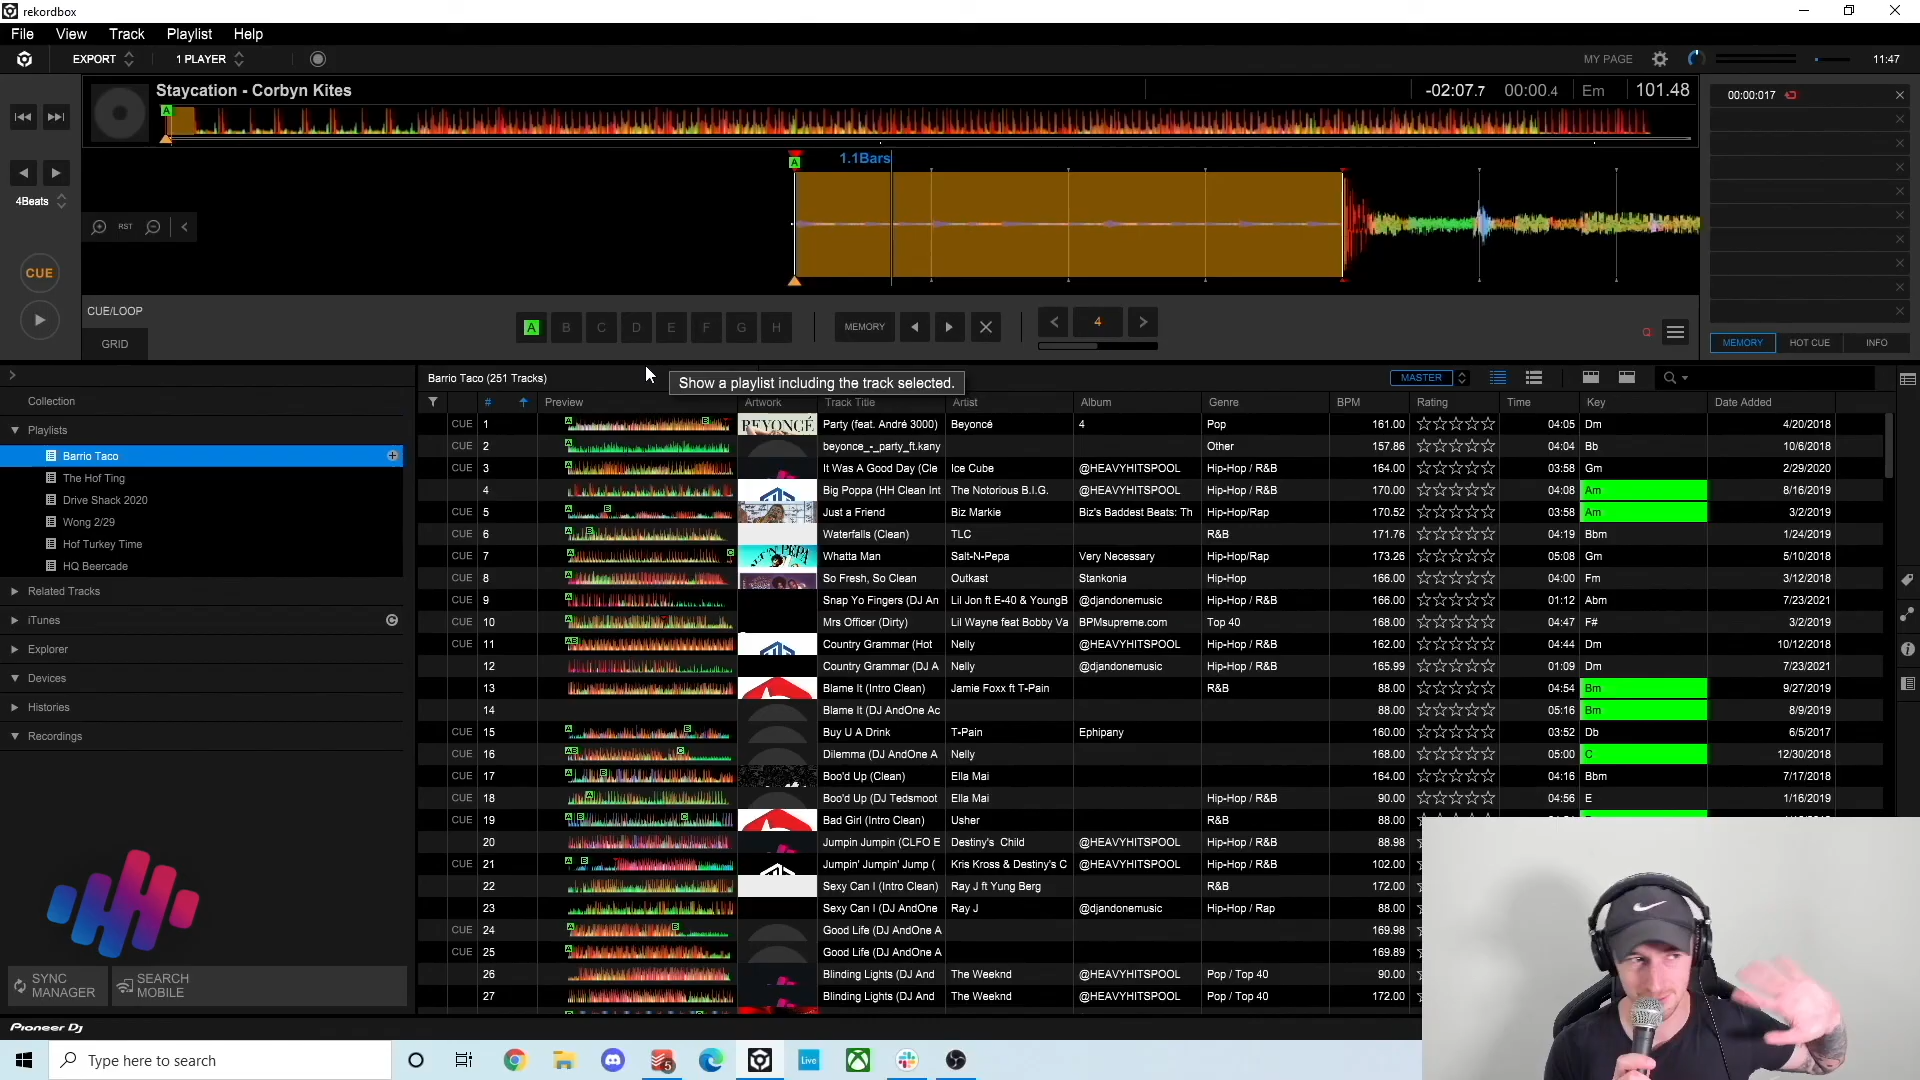 rekordbox
File View Track Playlist Help
EXPORT 1 PLAYER MY PAGE 11:47
Staycation - Corbyn Kites -02:07.7 00:00.4 Em 101.48
A
00:00:017
A 1.1Bars
4Beats
RST
CUE
CUE/LOOP
A B C D E F G H MEMORY 4
GRID
MEMORY HOT CUE INFO
Barrio Taco (251 Tracks) Show a playlist including the track selected. MASTER
# Preview Artwork Track Title Artist Album Genre BPM Rating Time Key Date Added
Collection
Playlists
Barrio Taco
The Hof Ting
Drive Shack 2020
Wong 2/29
Hof Turkey Time
HQ Beercade
Related Tracks
iTunes
Explorer
Devices
Histories
Recordings
SYNC MANAGER
SEARCH MOBILE
CUE 1 BEYONCÉ Party (feat. André 3000) Beyoncé 4 Pop 161.00 04:05 Dm 4/20/2018
CUE 2 beyonce_-_party_ft.kany Other 157.86 04:04 Bb 10/6/2018
CUE 3 It Was A Good Day (Cle Ice Cube @HEAVYHITSPOOL Hip-Hop / R&B 164.00 03:58 Gm 2/29/2020
4 Big Poppa (HH Clean Int The Notorious B.I.G. @HEAVYHITSPOOL Hip-Hop / R&B 170.00 04:08 Am 8/16/2019
CUE 5 Just a Friend Biz Markie Biz's Baddest Beats: Th Hip-Hop/Rap 170.52 03:58 Am 3/2/2019
CUE 6 Waterfalls (Clean) TLC R&B 171.76 04:19 Bbm 1/24/2019
CUE 7 Whatta Man Salt-N-Pepa Very Necessary Hip-Hop/Rap 173.26 05:08 Gm 5/10/2018
CUE 8 So Fresh, So Clean Outkast Stankonia Hip-Hop 166.00 04:00 Fm 3/12/2018
CUE 9 Snap Yo Fingers (DJ An Lil Jon ft E-40 & YoungB @djandonemusic Hip-Hop / R&B 166.00 01:12 Abm 7/23/2021
CUE 10 Mrs Officer (Dirty) Lil Wayne feat Bobby Va BPMsupreme.com Top 40 168.00 04:47 F# 3/2/2019
CUE 11 Country Grammar (Hot Nelly @HEAVYHITSPOOL Hip-Hop / R&B 162.00 04:44 Dm 10/12/2018
12 Country Grammar (DJ A Nelly @djandonemusic Hip-Hop / R&B 165.99 01:09 Dm 7/23/2021
13 Blame It (Intro Clean) Jamie Foxx ft T-Pain R&B 88.00 04:54 Bm 9/27/2019
14 Blame It (DJ AndOne Ac 88.00 05:16 Bm 8/9/2019
CUE 15 Buy U A Drink T-Pain Ephipany 160.00 03:52 Db 6/5/2017
CUE 16 Dilemma (DJ AndOne A Nelly 168.00 05:00 C 12/30/2018
CUE 17 Boo'd Up (Clean) Ella Mai 164.00 04:16 Bbm 7/17/2018
CUE 18 Boo'd Up (DJ Tedsmoot Ella Mai Hip-Hop / R&B 90.00 04:56 E 1/16/2019
CUE 19 Bad Girl (Intro Clean) Usher R&B 88.00
20 Jumpin Jumpin (CLFO E Destiny's Child @HEAVYHITSPOOL Hip-Hop / R&B 88.98
CUE 21 Jumpin' Jumpin' Jump ( Kris Kross & Destiny's C @HEAVYHITSPOOL Hip-Hop / R&B 102.00
22 Sexy Can I (Intro Clean) Ray J ft Yung Berg R&B 172.00
23 Sexy Can I (DJ AndOne Ray J @djandonemusic Hip-Hop / Rap 88.00
CUE 24 Good Life (DJ AndOne A 169.98
CUE 25 Good Life (DJ AndOne A 169.89
26 Blinding Lights (DJ And The Weeknd @HEAVYHITSPOOL Pop / Top 40 90.00
27 Blinding Lights (DJ And The Weeknd @HEAVYHITSPOOL Pop / Top 40 172.00
Pioneer Dj
Type here to search 5 Live